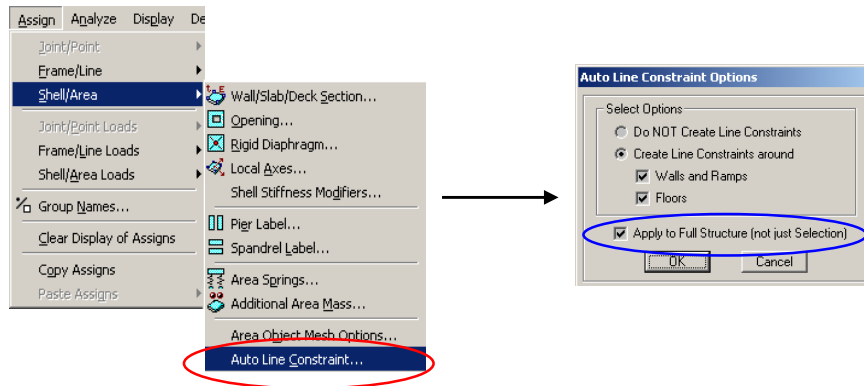 Assign Analyze Display De
Joint/Point
Frame/Line
Shell/Area
Joint/Point Loads
Frame/Line Loads
Shell/Area Loads
Group Names...
Clear Display of Assigns
Copy Assigns
Paste Assigns
Wall/Slab/Deck Section...
Opening...
Rigid Diaphragm...
Local Axes...
Shell Stiffness Modifiers...
Pier Label...
Spandrel Label...
Area Springs...
Additional Area Mass...
Area Object Mesh Options...
Auto Line Constraint...
Auto Line Constraint Options
Select Options
Do NOT Create Line Constraints
Create Line Constraints around
Walls and Ramps
Floors
Apply to Full Structure (not just Selection)
OK Cancel